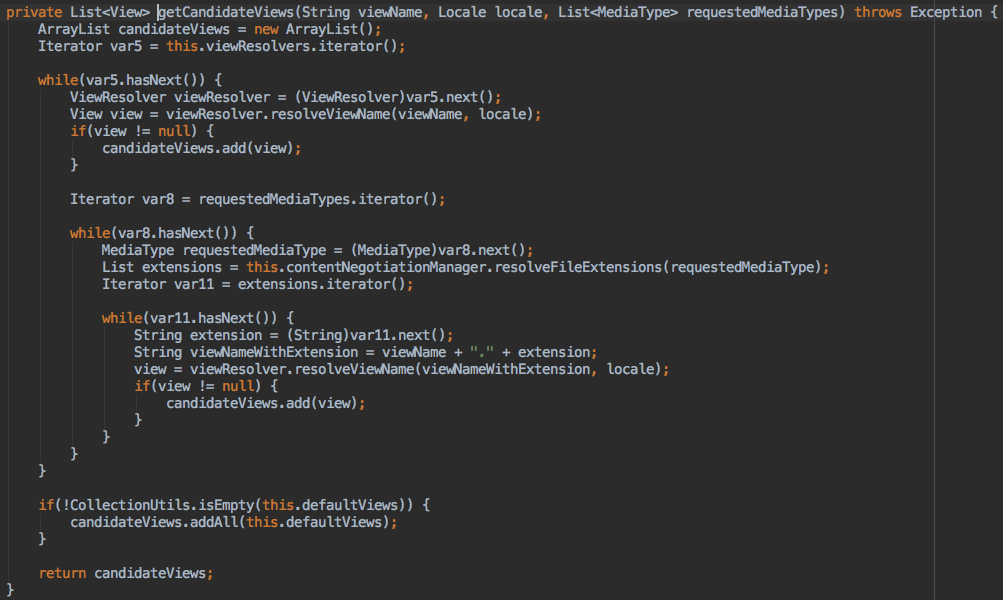 private List<View> getCandidateViews(String viewName, Locale locale, List<MediaType> requestedMediaTypes) throws Exception {
    ArrayList candidateViews = new ArrayList();
    Iterator var5 = this.viewResolvers.iterator();

    while(var5.hasNext()) {
        ViewResolver viewResolver = (ViewResolver)var5.next();
        View view = viewResolver.resolveViewName(viewName, locale);
        if(view != null) {
            candidateViews.add(view);
        }

        Iterator var8 = requestedMediaTypes.iterator();

        while(var8.hasNext()) {
            MediaType requestedMediaType = (MediaType)var8.next();
            List extensions = this.contentNegotiationManager.resolveFileExtensions(requestedMediaType);
            Iterator var11 = extensions.iterator();

            while(var11.hasNext()) {
                String extension = (String)var11.next();
                String viewNameWithExtension = viewName + "." + extension;
                view = viewResolver.resolveViewName(viewNameWithExtension, locale);
                if(view != null) {
                    candidateViews.add(view);
                }
            }
        }
    }

    if(!CollectionUtils.isEmpty(this.defaultViews)) {
        candidateViews.addAll(this.defaultViews);
    }

    return candidateViews;
}